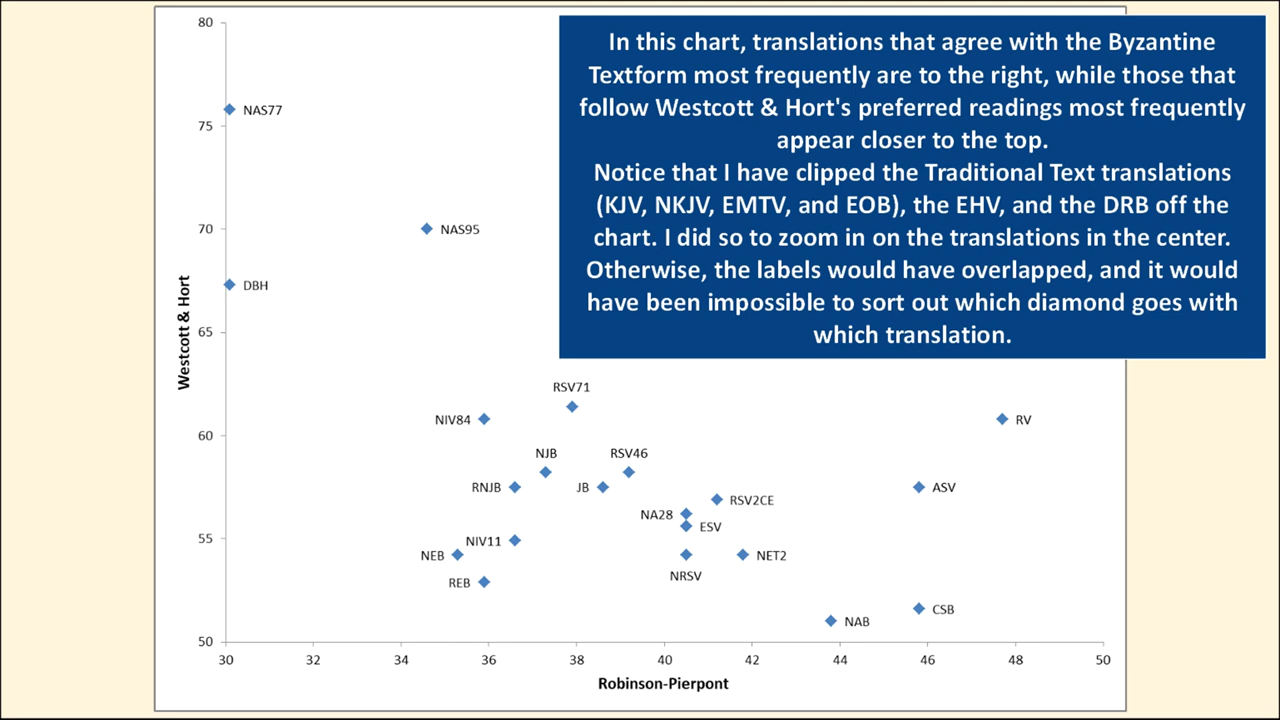 In this chart, translations that agree with the Byzantine
Textform most frequently are to the right, while those that
follow Westcott & Hort's preferred readings most frequently
appear closer to the top.
Notice that I have clipped the Traditional Text translations
(KJV, NKJV, EMTV, and EOB), the EHV, and the DRB off the
chart. I did so to zoom in on the translations in the center.
Otherwise, the labels would have overlapped, and it would
have been impossible to sort out which diamond goes with
which translation.
80
75
70
65
60
55
50
Westcott & Hort
NAS77
NAS95
DBH
RSV71
NIV84
RV
NJB
RSV46
RNJB
JB
ASV
RSV2CE
NA28
ESV
NIV11
NEB
NET2
NRSV
REB
CSB
NAB
30
32
34
36
38
40
42
44
46
48
50
Robinson-Pierpont